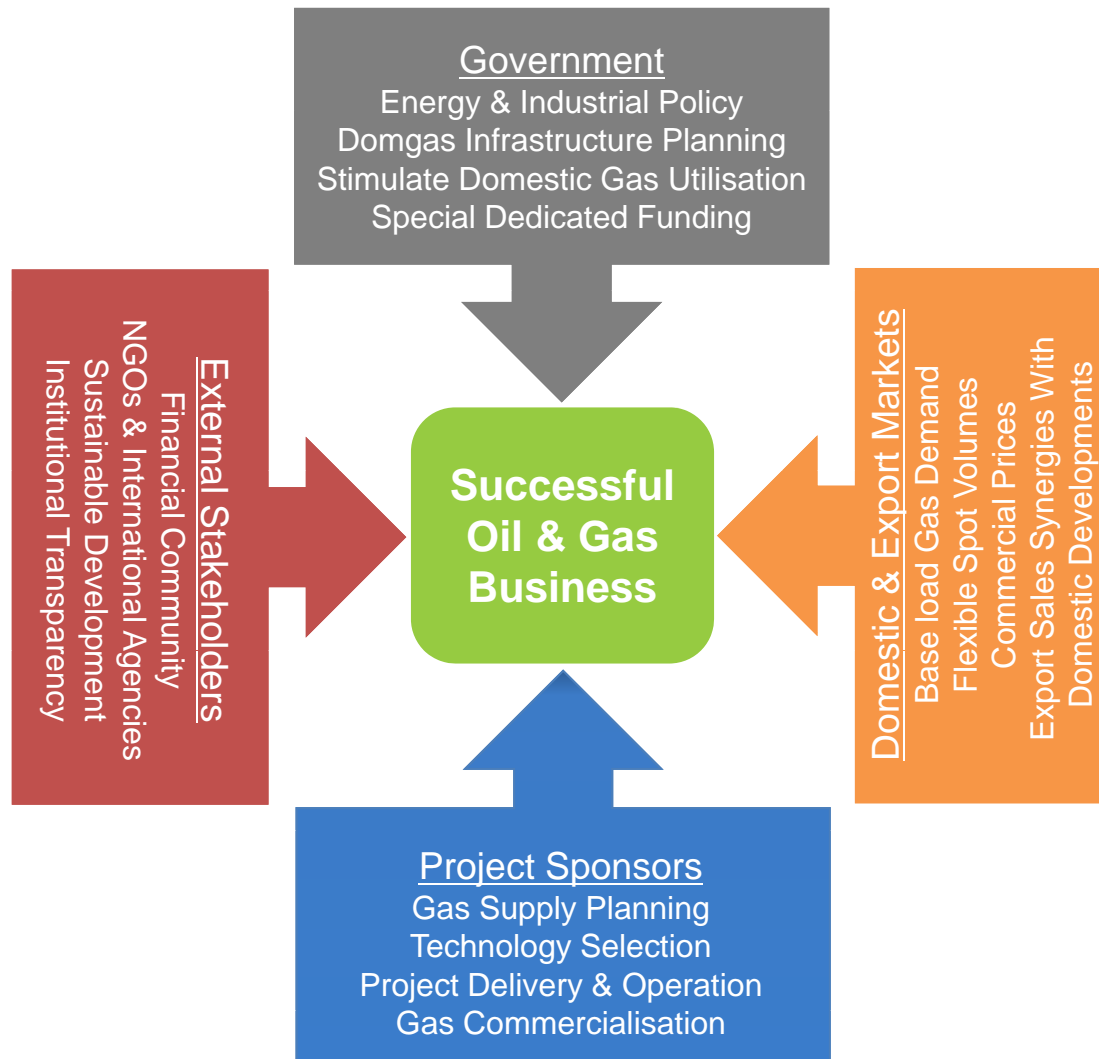 Government
Energy & Industrial Policy
Domgas Infrastructure Planning
Stimulate Domestic Gas Utilisation
Special Dedicated Funding
External Stakeholders
Financial Community
NGOs & International Agencies
Sustainable Development
Institutional Transparency
Successful
Oil & Gas
Business
Domestic & Export Markets
Base load Gas Demand
Flexible Spot Volumes
Commercial Prices
Export Sales Synergies With
Domestic Developments
Project Sponsors
Gas Supply Planning
Technology Selection
Project Delivery & Operation
Gas Commercialisation